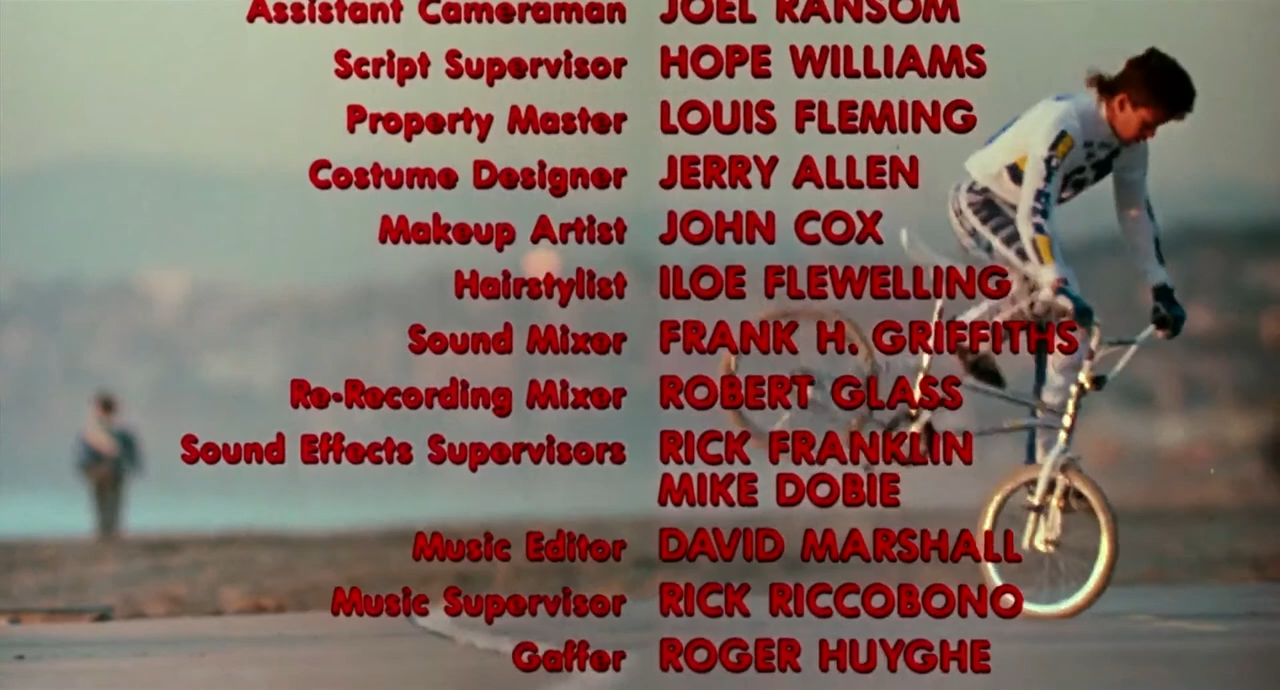 Assistant Cameraman JOEL RANSOM
Script Supervisor HOPE WILLIAMS
Property Master LOUIS FLEMING
Costume Designer JERRY ALLEN
Makeup Artist JOHN COX
Hairstylist ILOE FLEWELLING
Sound Mixer FRANK H. GRIFFITHS
Re-Recording Mixer ROBERT GLASS
Sound Effects Supervisors RICK FRANKLIN
MIKE DOBIE
Music Editor DAVID MARSHALL
Music Supervisor RICK RICCOBONO
Gaffer ROGER HUYGHE